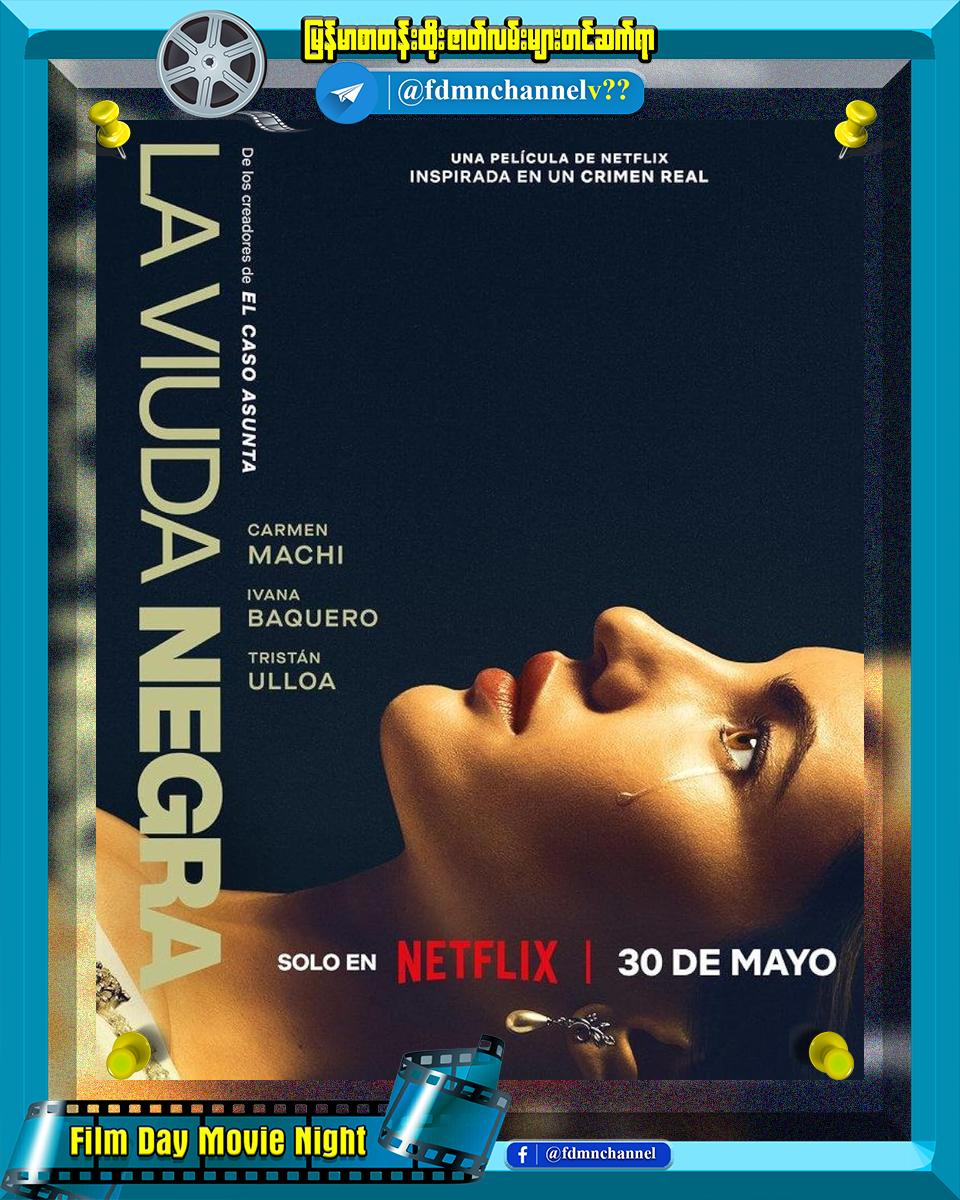 မြန်မာစာတန်းထိုးဇာတ်လမ်းများတင်ဆက်ရာ
@fdmnchannelv??
UNA PELÍCULA DE NETFLIX
INSPIRADA EN UN CRIMEN REAL
LA VIUDA NEGRA
De los creadores de EL CASO ASUNTA
CARMEN
MACHI
IVANA
BAQUERO
TRISTÁN
ULLOA
SOLO EN NETFLIX | 30 DE MAYO
Film Day Movie Night
f | @fdmnchannel